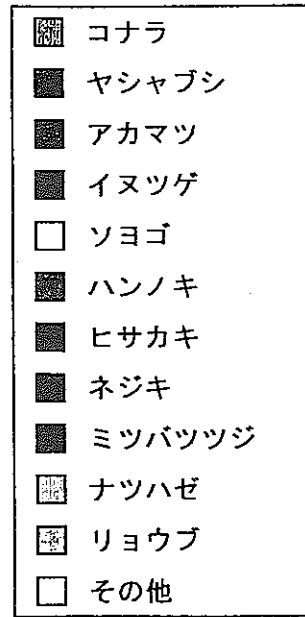 コナラ
ヤシャブシ
アカマツ
イヌツゲ
ソヨゴ
ハンノキ
ヒサカキ
ネジキ
ミツバツツジ
ナツハゼ
リョウブ
その他